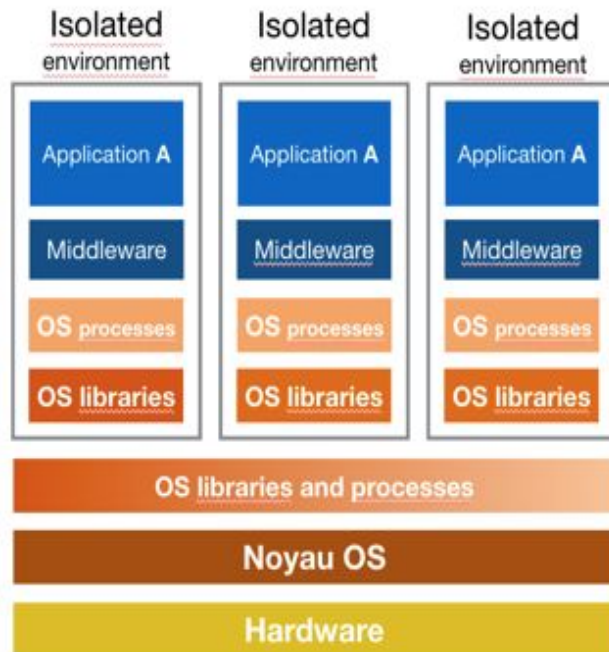 Isolated
environment
Isolated
environment
Isolated
environment
Application A
Application A
Application A
Middleware
Middleware
Middleware
OS processes
OS processes
OS processes
OS libraries
OS libraries
OS libraries
OS libraries and processes
Noyau OS
Hardware